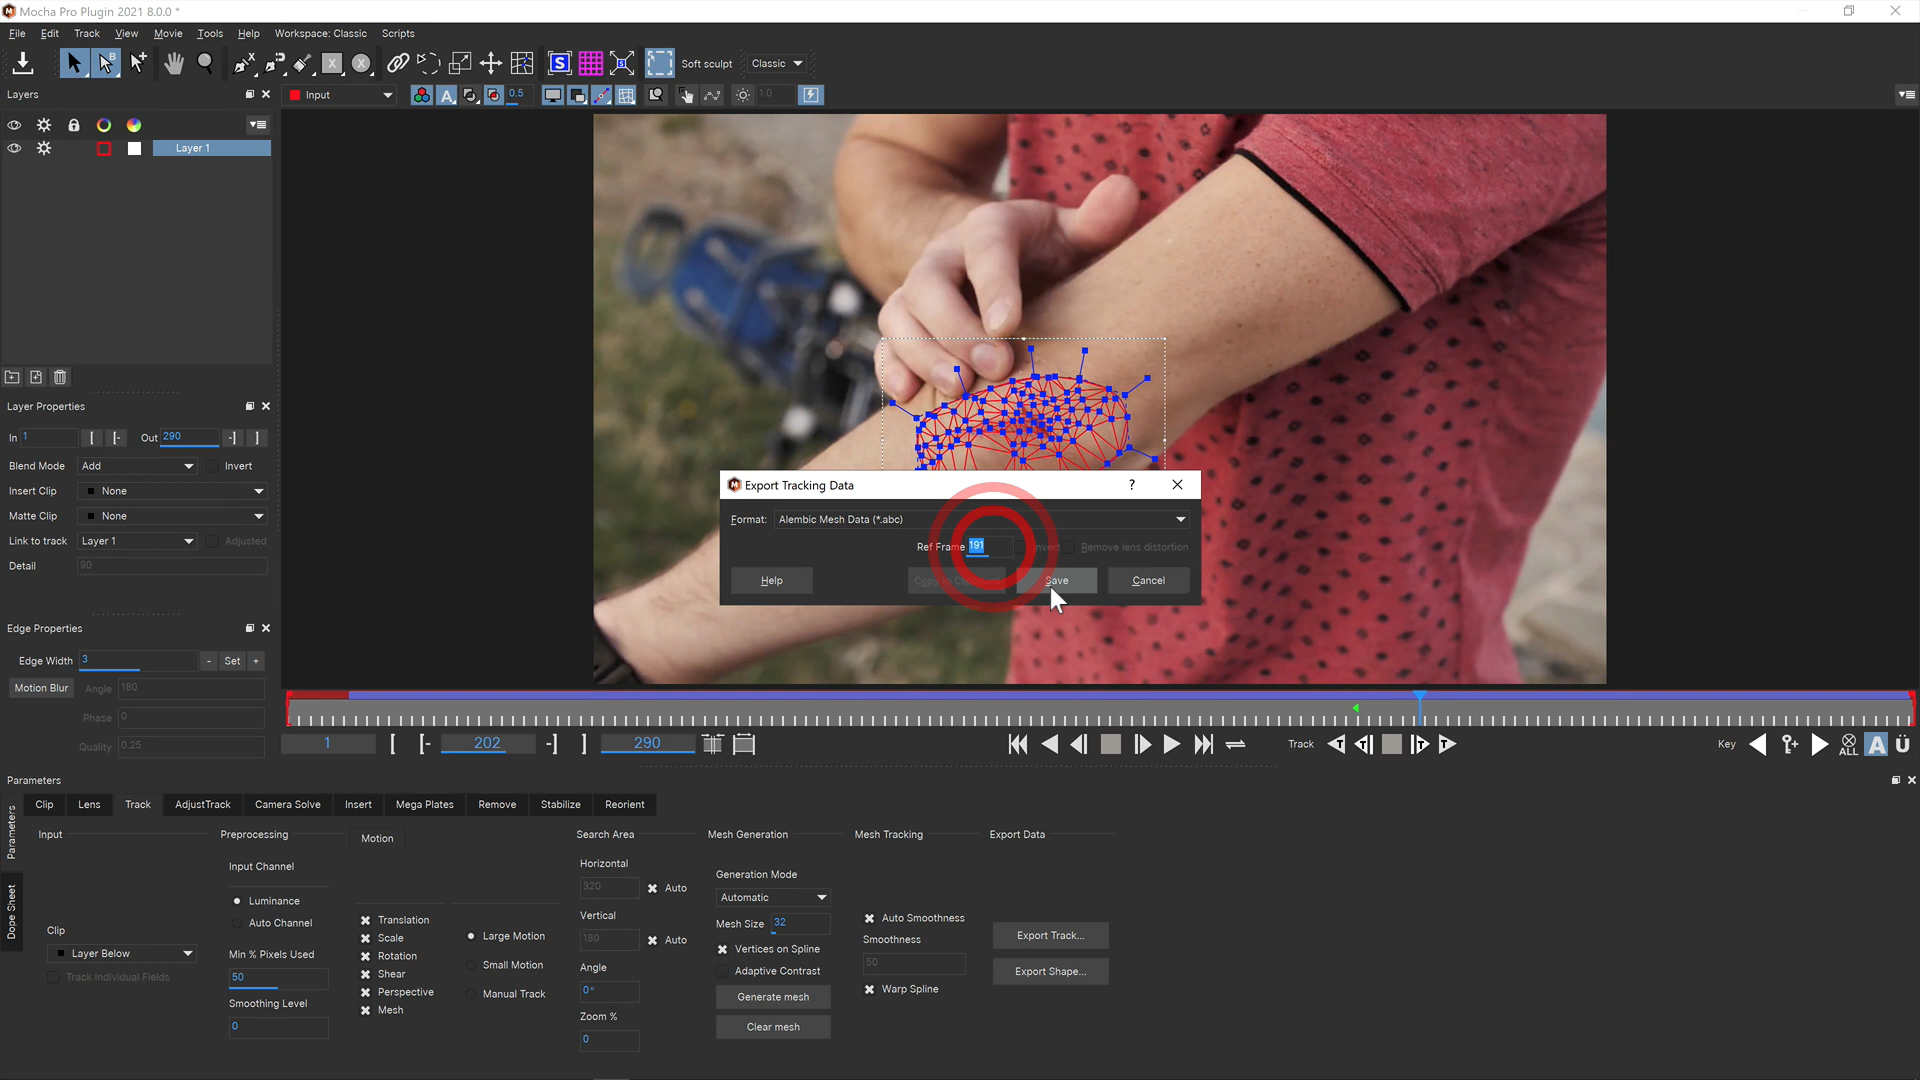 Mocha Pro Plugin 2021 8.0.0 *
File Edit Track View Movie Tools Help Workspace: Classic Scripts
S Soft sculpt Classic
Layers Input A 0.5 1.0
Layer 1
Layer Properties
In 1 [ [- Out 290 -] ]
Blend Mode Add Invert
Insert Clip None
Matte Clip None
Link to track Layer 1 Adjusted
Detail 90
Export Tracking Data ? 
Format: Alembic Mesh Data (*.abc)
Ref Frame 191 Invert Remove lens distortion
Help Copy to Clipboard Save Cancel
Edge Properties
Edge Width 3 - Set +
Motion Blur Angle 180
Phase 0
Quality 0.25
1 [ [- 202 -] ] 290 Track T T T T Key ALL A Ü
Parameters
Clip Lens Track AdjustTrack Camera Solve Insert Mega Plates Remove Stabilize Reorient
Parameters
Dope Sheet
Input
Clip
Layer Below
Track Individual Fields
Preprocessing
Input Channel
Luminance
Auto Channel
Min % Pixels Used
50
Smoothing Level
0
Motion
Translation
Scale
Rotation
Shear
Perspective
Mesh
Large Motion
Small Motion
Manual Track
Search Area
Horizontal
320 Auto
Vertical
180 Auto
Angle
0°
Zoom %
0
Mesh Generation
Generation Mode
Automatic
Mesh Size 32
Vertices on Spline
Adaptive Contrast
Generate mesh
Clear mesh
Mesh Tracking
Auto Smoothness
Smoothness
50
Warp Spline
Export Data
Export Track...
Export Shape...